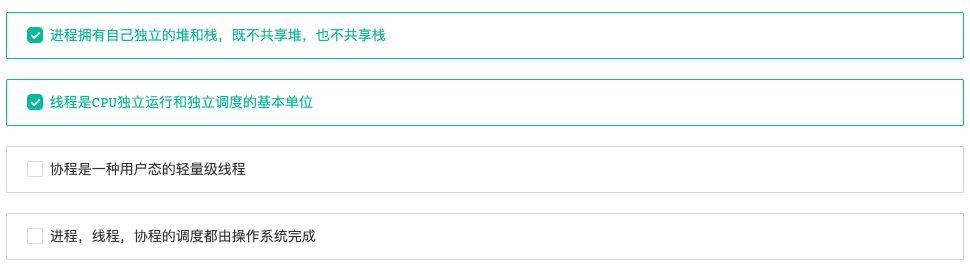 进程拥有自己独立的堆和栈，既不共享堆，也不共享栈
线程是CPU独立运行和独立调度的基本单位
协程是一种用户态的轻量级线程
进程，线程，协程的调度都由操作系统完成